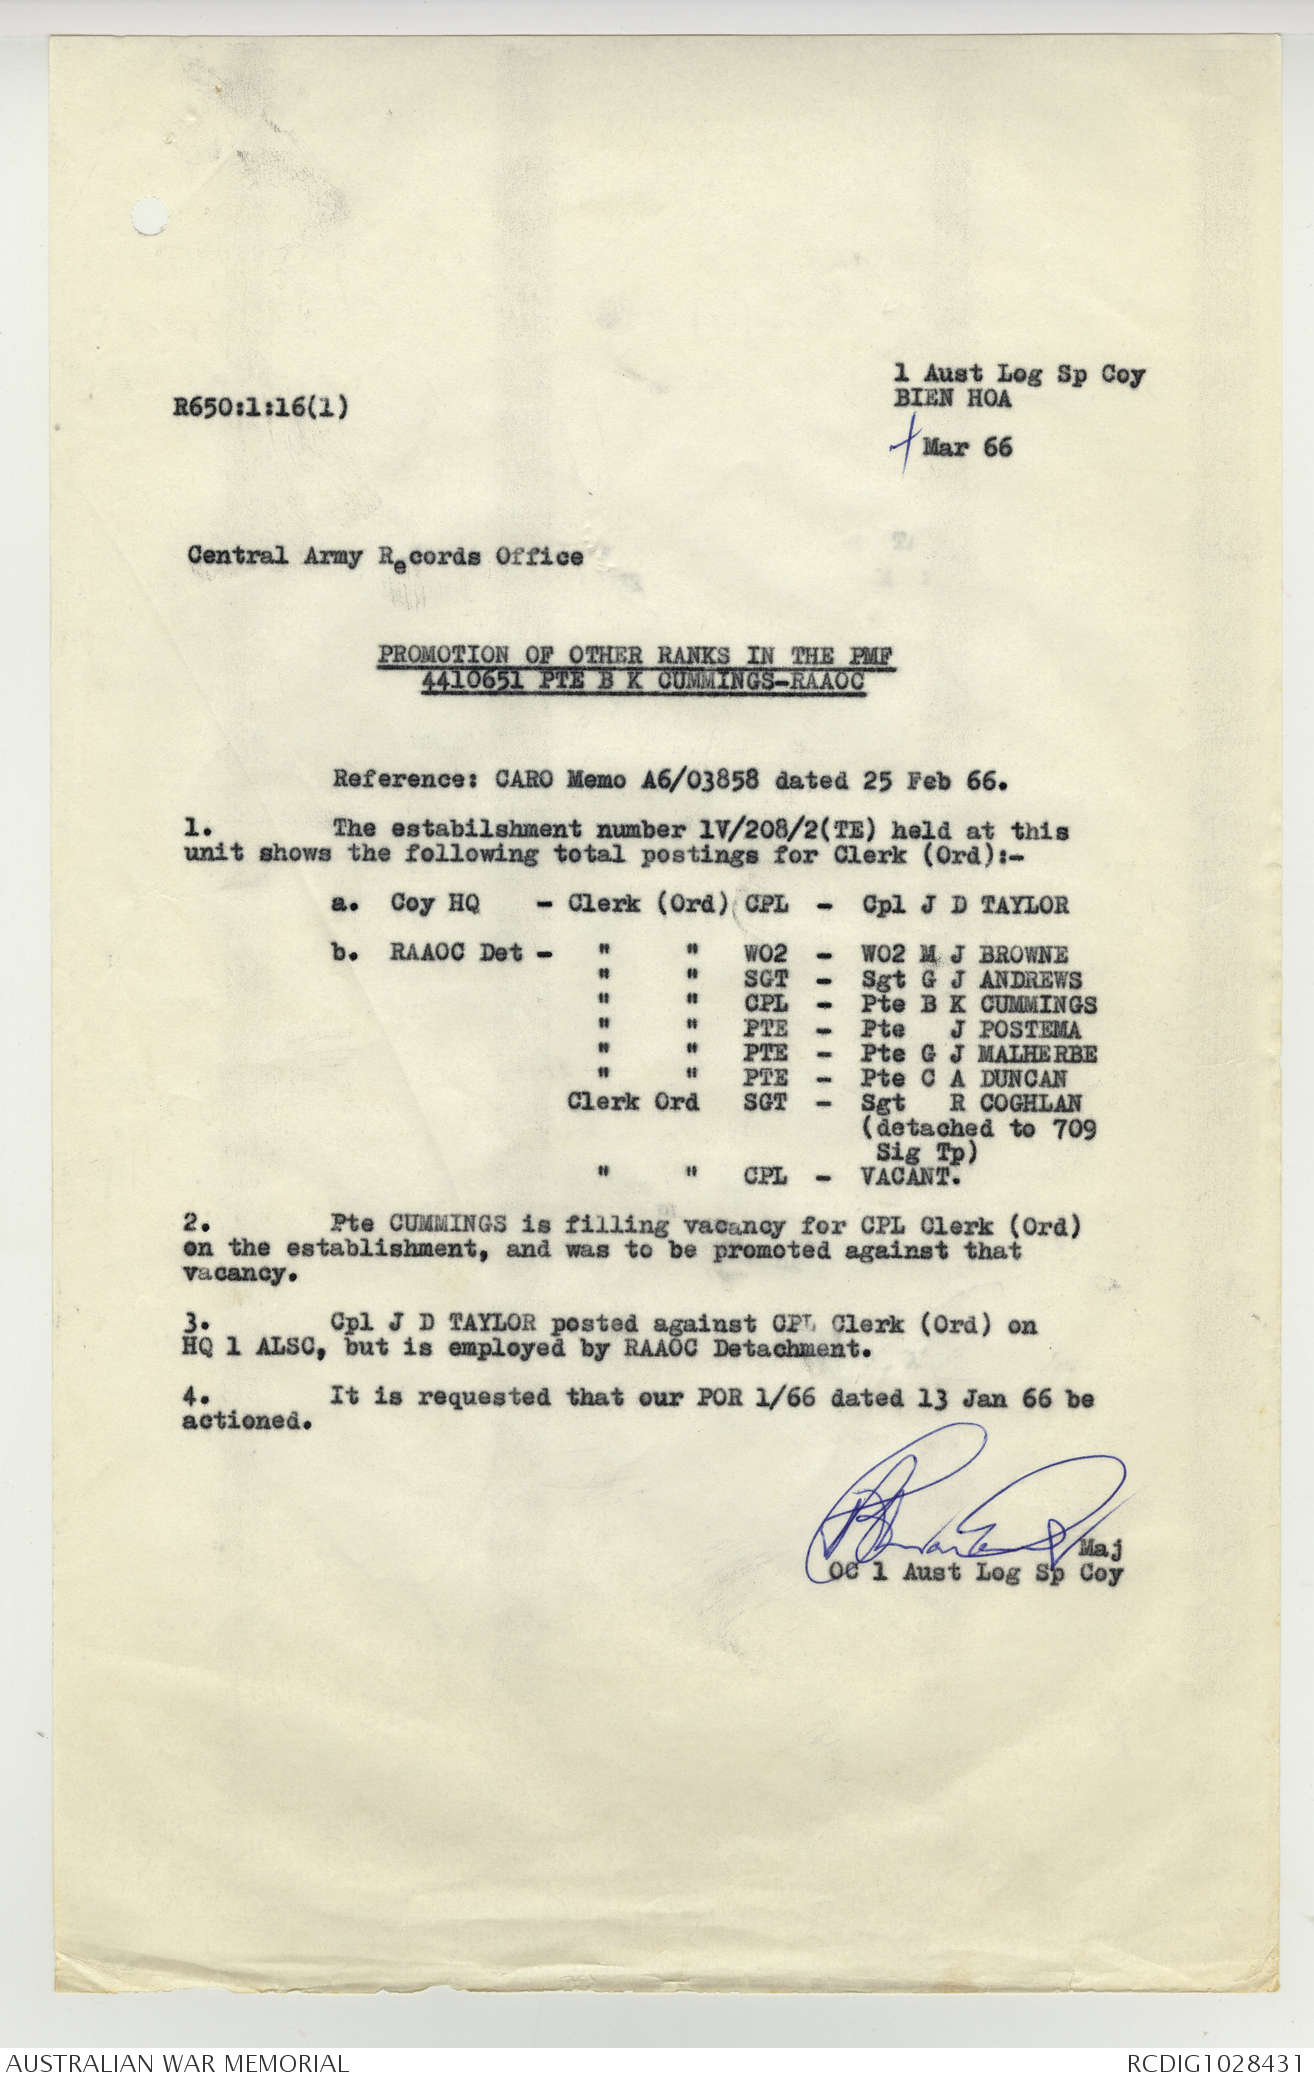 1 Aust Log Sp Coy
BIEN HOA
R650:1:16(1)
Mar 66
Central Army Records Office
PROMOTION OF OTHER RANKS IN THE PMF
4410651 PTE B K CUMMINGS-RAAOC
Reference: CARO Memo A6/03858 dated 25 Feb 66.
1. The estabilshment number 1V/208/2(TE) held at this
unit shows the following total postings for Clerk (Ord):-
a. Coy HQ - Clerk (Ord) CPL - Cpl J D TAYLOR
b. RAAOC Det - " " WO2 - WO2 M J BROWNE
" " SGT - Sgt G J ANDREWS
" " CPL - Pte B K CUMMINGS
" " PTE - Pte J POSTEMA
" " PTE - Pte G J MALHERBE
" " PTE - Pte C A DUNCAN
Clerk Ord SGT - Sgt R COGHLAN
(detached to 709
Sig Tp)
" " CPL - VACANT.
2. Pte CUMMINGS is filling vacancy for CPL Clerk (Ord)
on the establishment, and was to be promoted against that
vacancy.
3. Cpl J D TAYLOR posted against CPL Clerk (Ord) on
HQ 1 ALSC, but is employed by RAAOC Detachment.
4. It is requested that our POR 1/66 dated 13 Jan 66 be
actioned.
Maj
OC 1 Aust Log Sp Coy
AUSTRALIAN WAR MEMORIAL
RCDIG1028431